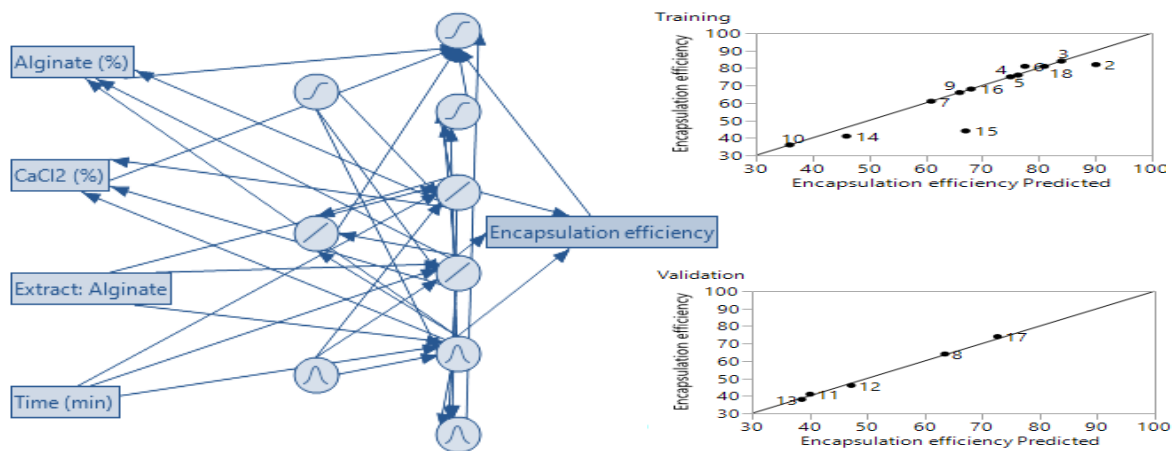 Alginate (%)
CaCl2 (%)
Extract: Alginate
Time (min)
Encapsulation efficiency
Training
Encapsulation efficiency
100
90
80
70
60
50
40
30
3
2
4
6
18
5
9
16
7
15
14
10
30 40 50 60 70 80 90 100
Encapsulation efficiency Predicted
Validation
Encapsulation efficiency
100
90
80
70
60
50
40
30
17
8
12
11
13
30 40 50 60 70 80 90 100
Encapsulation efficiency Predicted